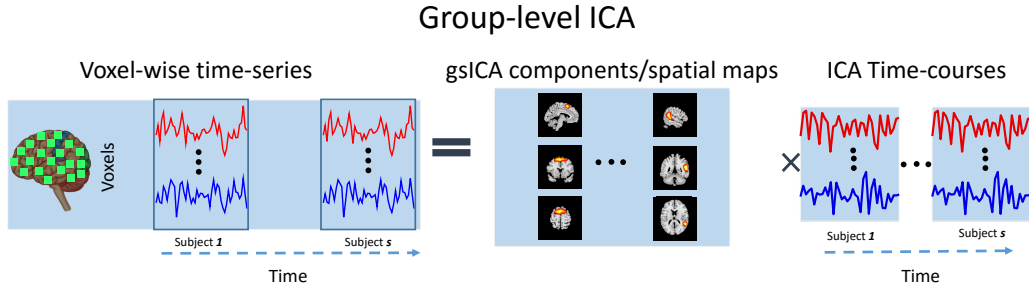 Group-level ICA
Voxel-wise time-series
gsICA components/spatial maps
ICA Time-courses
Voxels
=
×
Subject 1
Subject s
Subject 1
Subject s
Time
Time